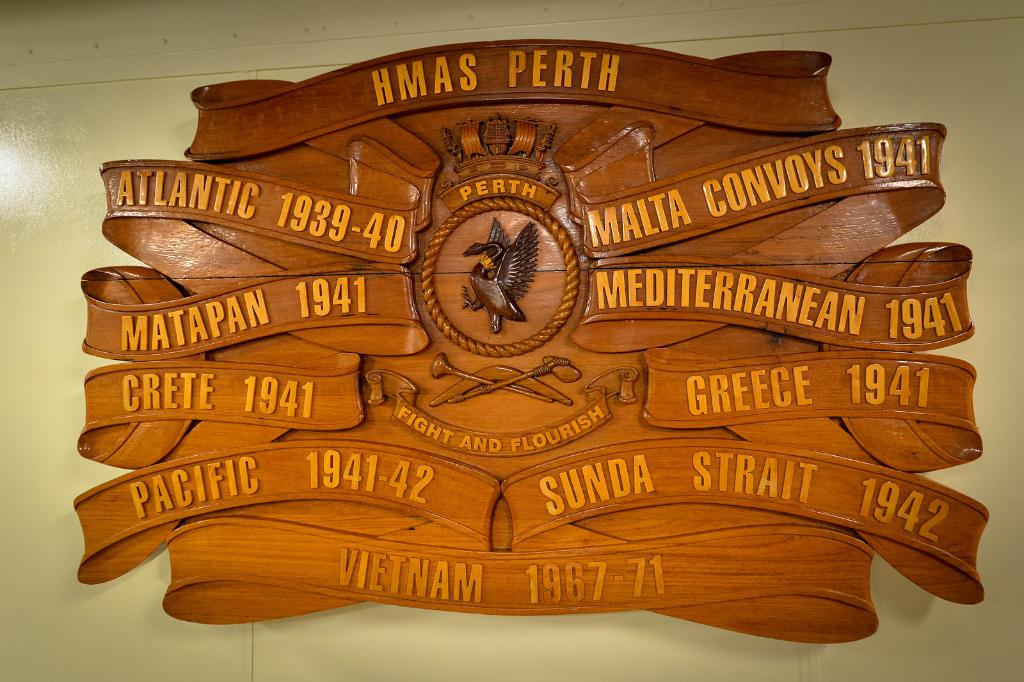 HMAS PERTH
ATLANTIC 1939-40
MALTA CONVOYS 1941
PERTH
MATAPAN 1941
MEDITERRANEAN 1941
CRETE 1941
GREECE 1941
FIGHT AND FLOURISH
PACIFIC 1941-42
SUNDA STRAIT 1942
VIETNAM 1967-71